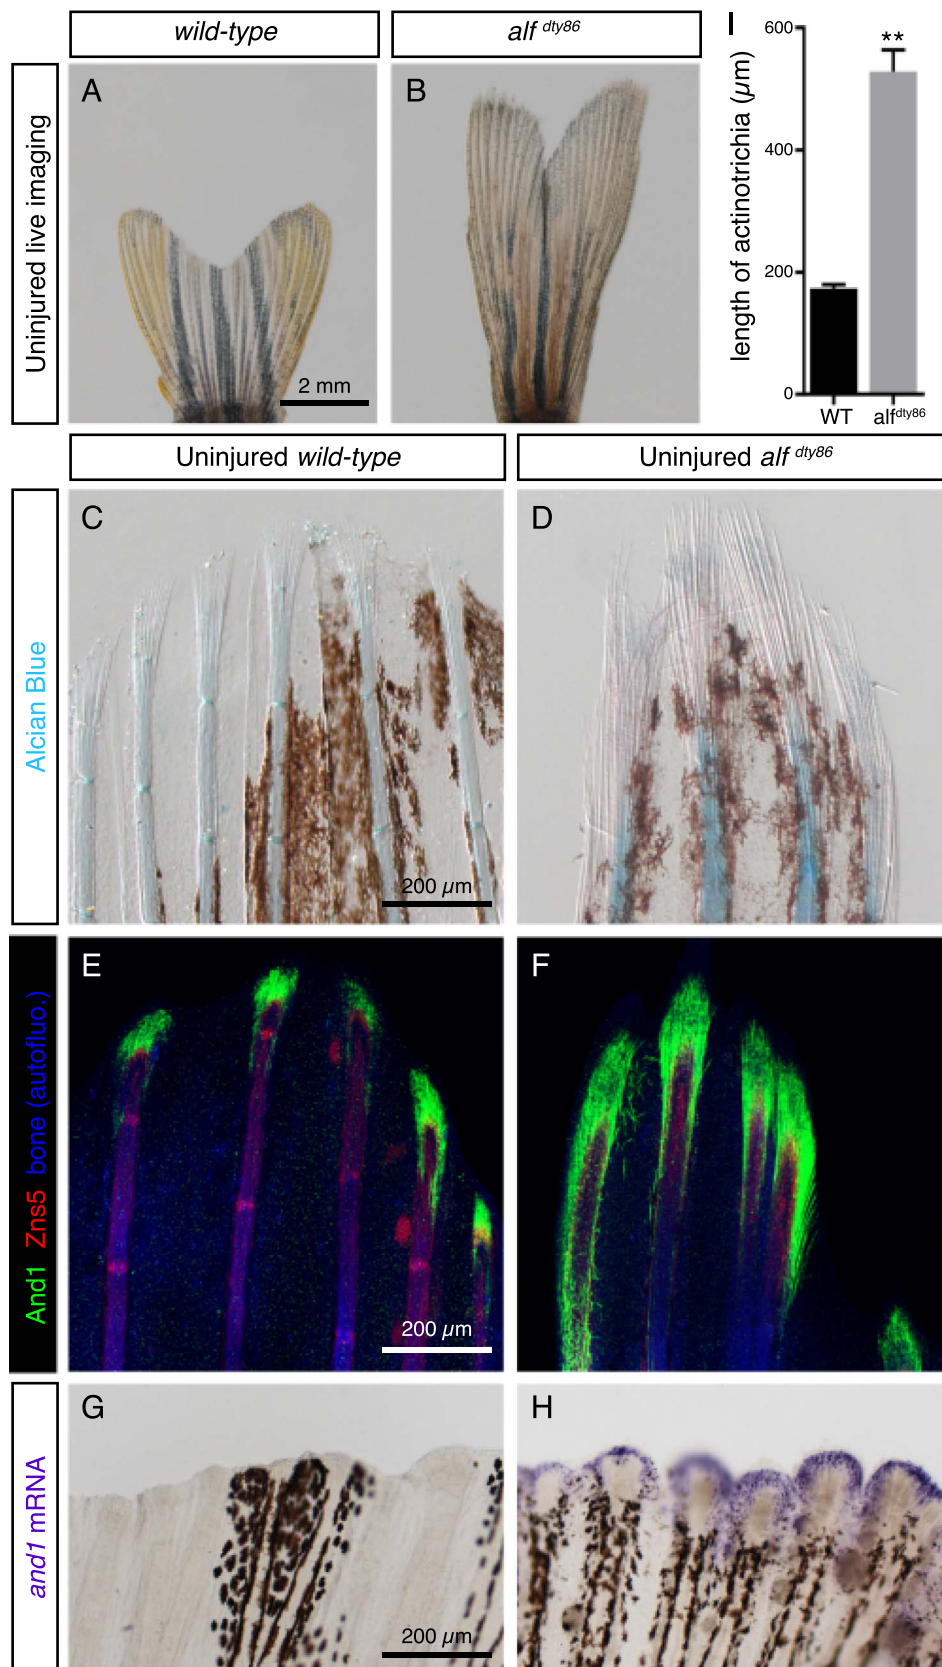 wild-type
alf dty86
Uninjured live imaging
A
2 mm
B
I
length of actinotrichia (µm)
600
400
200
0
**
WT
alfdty86
Uninjured wild-type
Uninjured alf dty86
Alcian Blue
C
200 µm
D
And1 Zns5 bone (autofluo.)
E
200 µm
F
and1 mRNA
G
200 µm
H